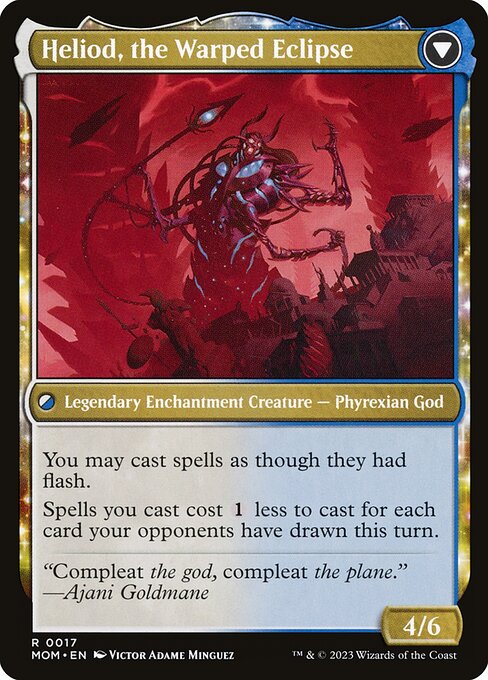 Heliod, the Warped Eclipse
Legendary Enchantment Creature — Phyrexian God
You may cast spells as though they had
flash.
Spells you cast cost 1 less to cast for each
card your opponents have drawn this turn.
“Compleat the god, compleat the plane.”
—Ajani Goldmane
4/6
R 0017
MOM • EN Victor Adame Minguez
™ & © 2023 Wizards of the Coast